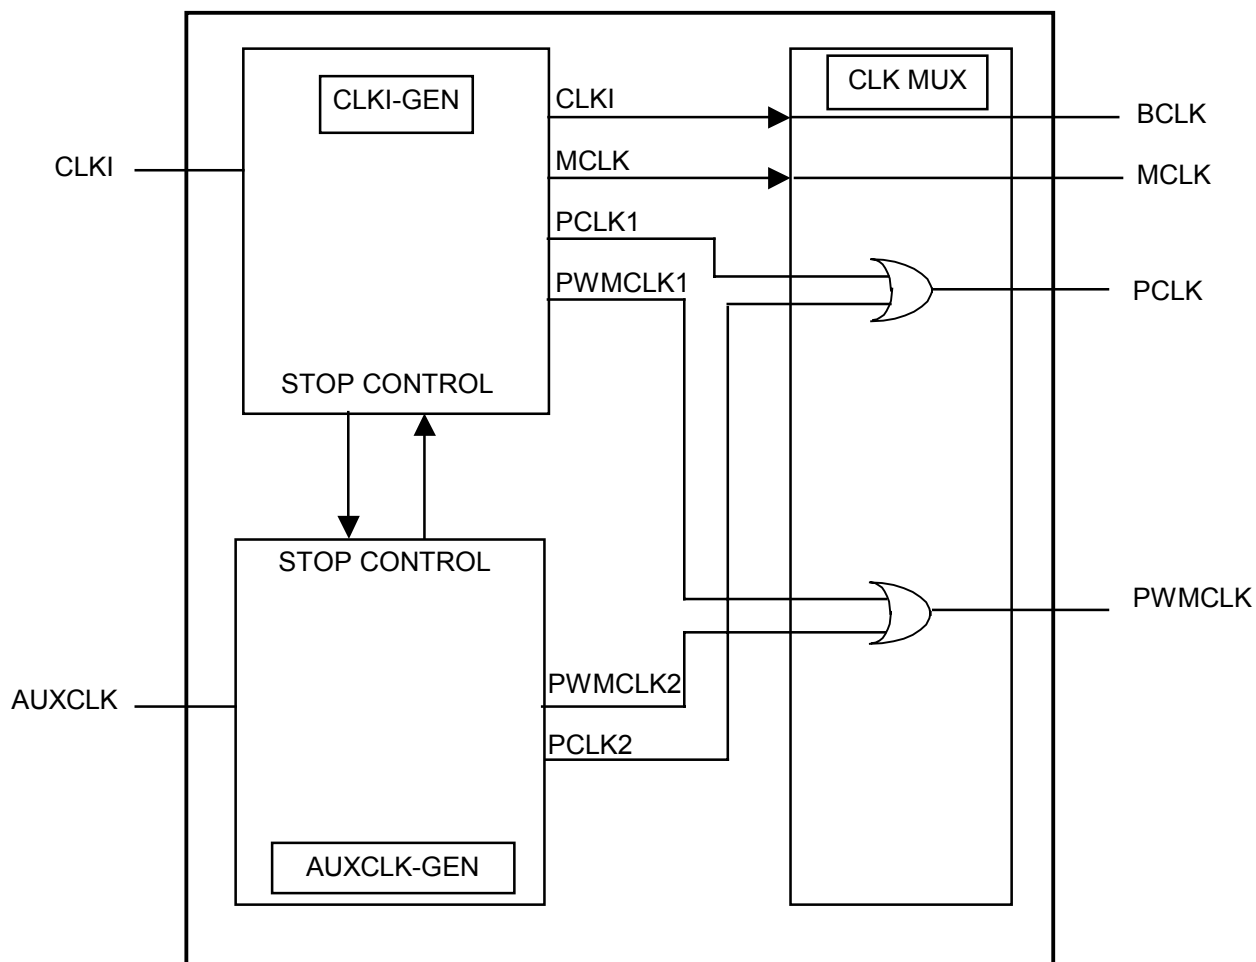 CLKI-GEN
CLK MUX
CLKI
BCLK
CLKI
MCLK
MCLK
PCLK1
PWMCLK1
PCLK
STOP CONTROL
STOP CONTROL
PWMCLK
AUXCLK
PWMCLK2
PCLK2
AUXCLK-GEN